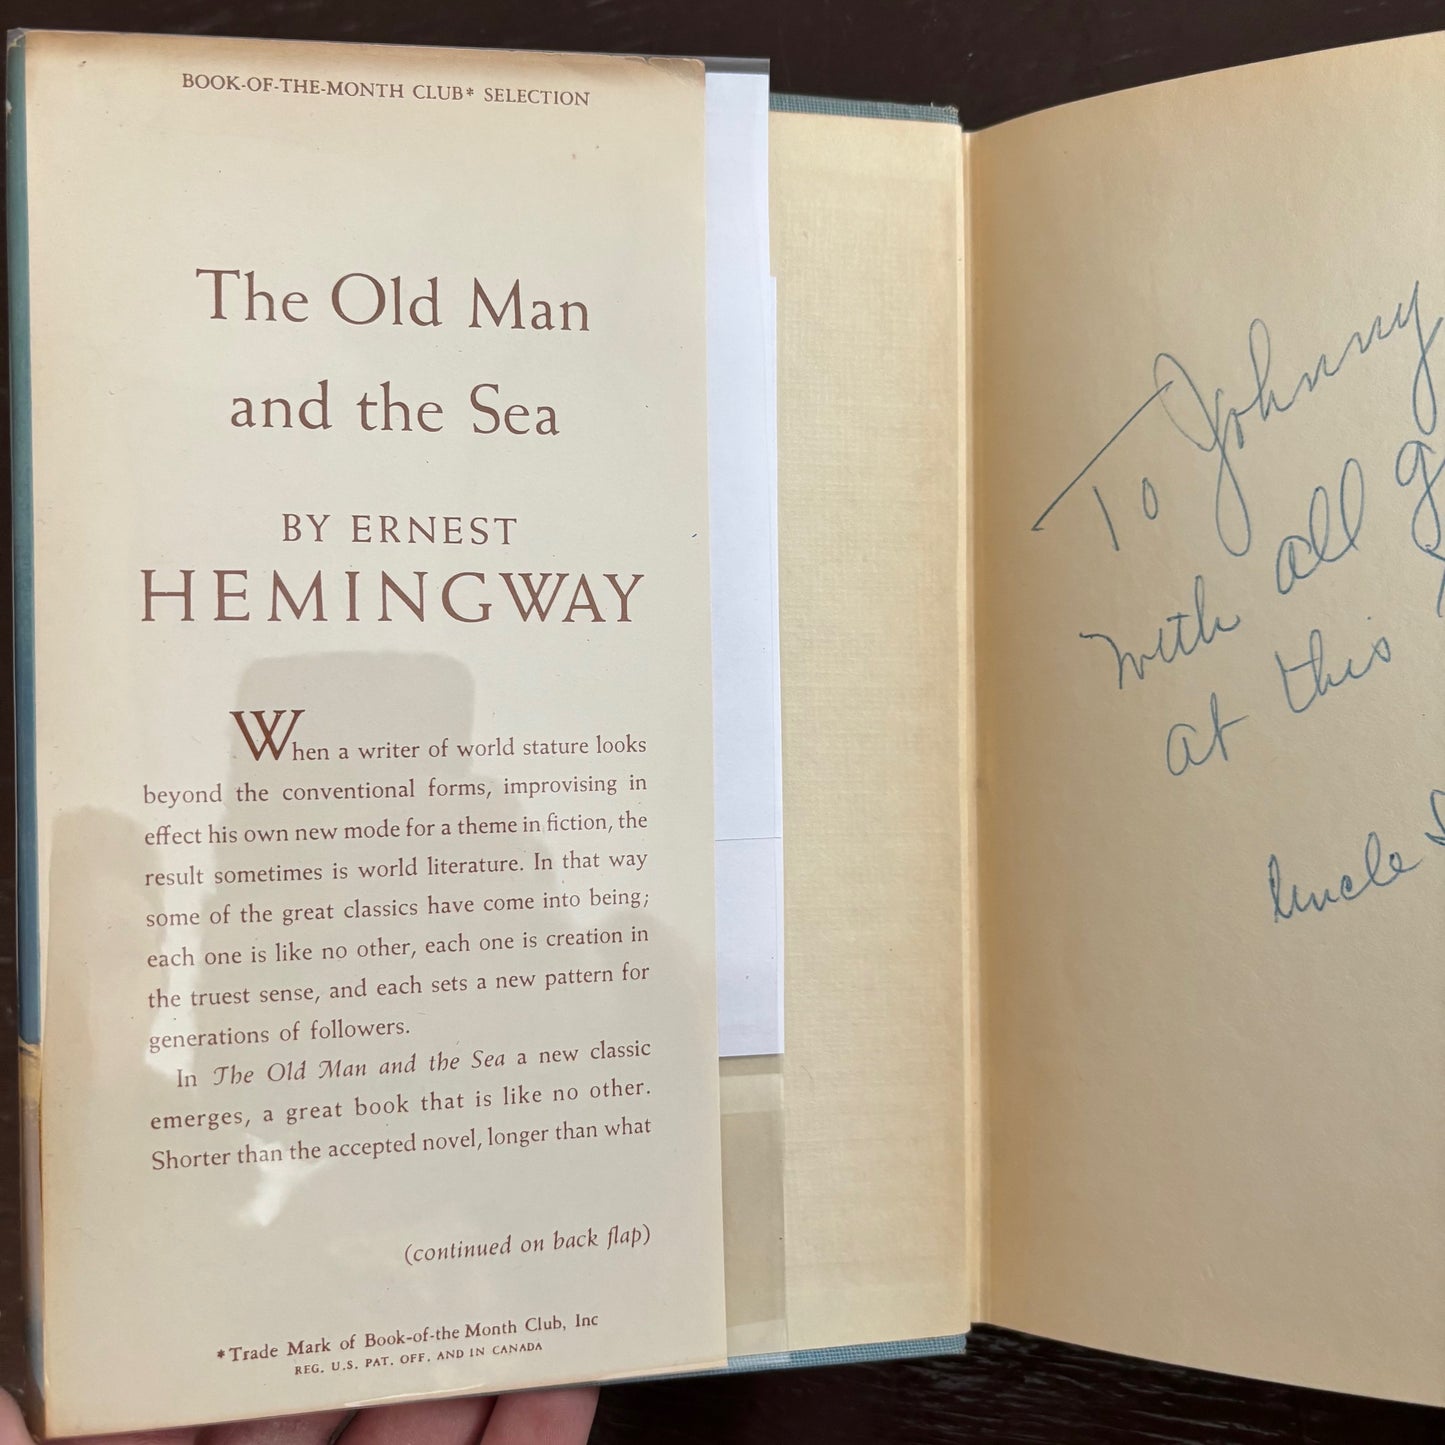 BOOK-OF-THE-MONTH CLUB* SELECTION
The Old Man
and the Sea
BY ERNEST
HEMINGWAY
When a writer of world stature looks
beyond the conventional forms, improvising in
effect his own new mode for a theme in fiction, the
result sometimes is world literature. In that way
some of the great classics have come into being;
each one is like no other, each one is creation in
the truest sense, and each sets a new pattern for
generations of followers.
In The Old Man and the Sea a new classic
emerges, a great book that is like no other.
Shorter than the accepted novel, longer than what
(continued on back flap)
*Trade Mark of Book-of-the Month Club, Inc
REG. U.S. PAT. OFF. AND IN CANADA
To Johnny
with all
at this
Uncle